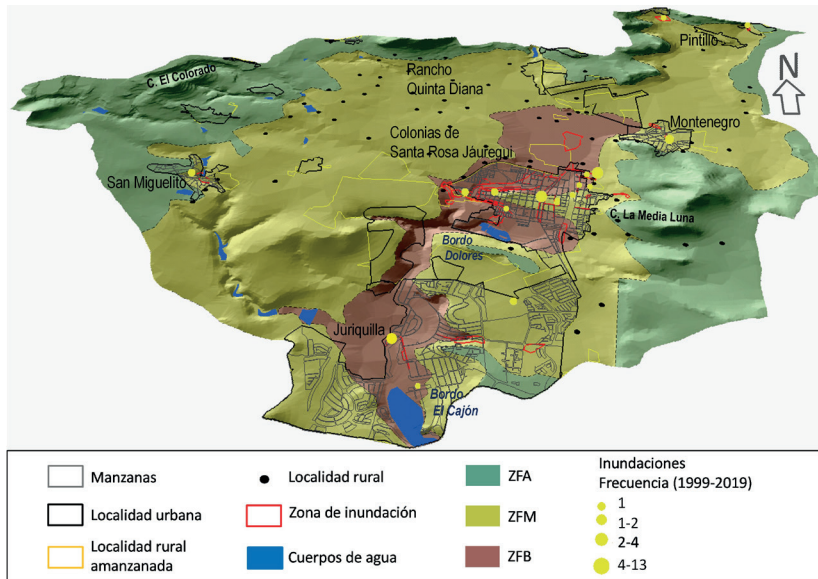 Pintillo
C. El Colorado
Rancho
Quinta Diana
N
Montenegro
Colonias de
Santa Rosa Jáuregui
San Miguelito
C. La Media Luna
Bordo
Dolores
Juriquilla
Bordo
El Cajón
Manzanas
Localidad urbana
Localidad rural
amanzanada
Localidad rural
Zona de inundación
Cuerpos de agua
ZFA
ZFM
ZFB
Inundaciones
Frecuencia (1999-2019)
1
1-2
2-4
4-13